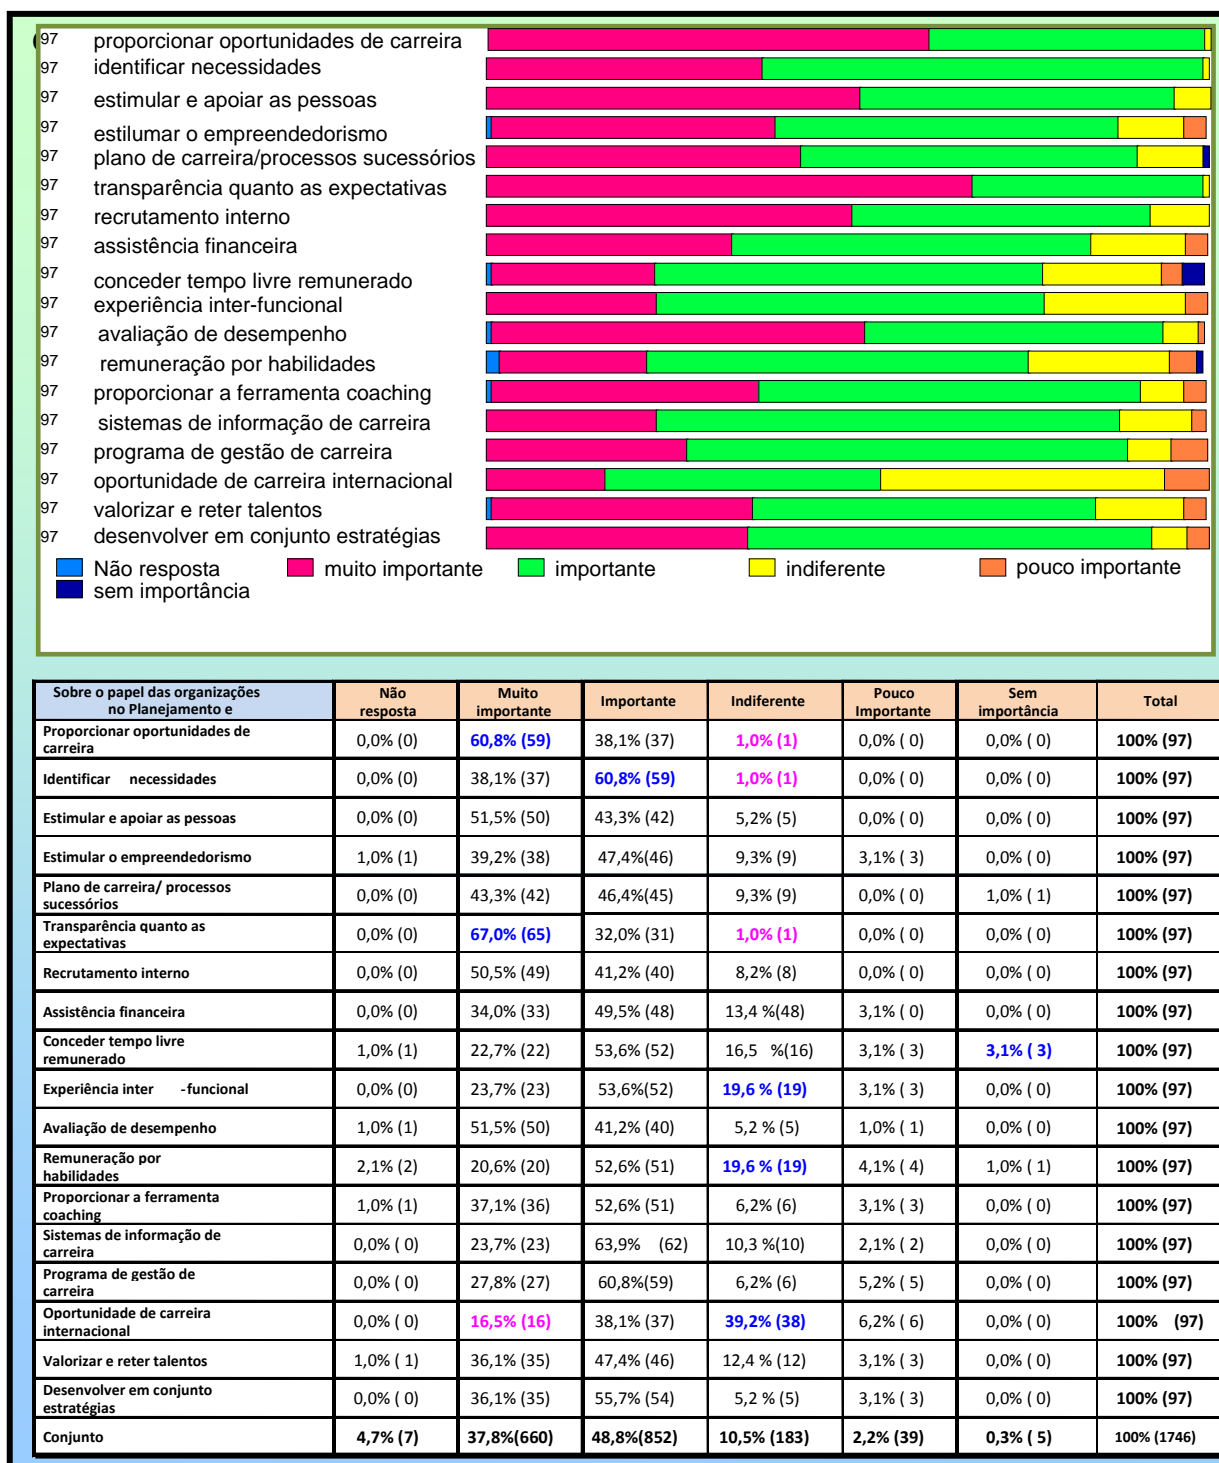 97 proporcionar oportunidades de carreira
97 identificar necessidades
97 estimular e apoiar as pessoas
97 estilumar o empreendedorismo
97 plano de carreira/processos sucessórios
97 transparência quanto as expectativas
97 recrutamento interno
97 assistência financeira
97 conceder tempo livre remunerado
97 experiência inter-funcional
97 avaliação de desempenho
97 remuneração por habilidades
97 proporcionar a ferramenta coaching
97 sistemas de informação de carreira
97 programa de gestão de carreira
97 oportunidade de carreira internacional
97 valorizar e reter talentos
97 desenvolver em conjunto estratégias
Não resposta muito importante importante indiferente pouco importante
sem importância
Sobre o papel das organizações no Planejamento e Não resposta Muito importante Importante Indiferente Pouco Importante Sem importância Total
Proporcionar oportunidades de carreira 0,0% (0) 60,8% (59) 38,1% (37) 1,0% (1) 0,0% ( 0) 0,0% ( 0) 100% (97)
Identificar necessidades 0,0% (0) 38,1% (37) 60,8% (59) 1,0% (1) 0,0% ( 0) 0,0% ( 0) 100% (97)
Estimular e apoiar as pessoas 0,0% (0) 51,5% (50) 43,3% (42) 5,2% (5) 0,0% ( 0) 0,0% ( 0) 100% (97)
Estimular o empreendedorismo 1,0% (1) 39,2% (38) 47,4%(46) 9,3% (9) 3,1% ( 3) 0,0% ( 0) 100% (97)
Plano de carreira/ processos sucessórios 0,0% (0) 43,3% (42) 46,4%(45) 9,3% (9) 0,0% ( 0) 1,0% ( 1) 100% (97)
Transparência quanto as expectativas 0,0% (0) 67,0% (65) 32,0% (31) 1,0% (1) 0,0% ( 0) 0,0% ( 0) 100% (97)
Recrutamento interno 0,0% (0) 50,5% (49) 41,2% (40) 8,2% (8) 0,0% ( 0) 0,0% ( 0) 100% (97)
Assistência financeira 0,0% (0) 34,0% (33) 49,5% (48) 13,4 %(48) 3,1% ( 0) 0,0% ( 0) 100% (97)
Conceder tempo livre remunerado 1,0% (1) 22,7% (22) 53,6% (52) 16,5 %(16) 3,1% ( 3) 3,1% ( 3) 100% (97)
Experiência inter -funcional 0,0% (0) 23,7% (23) 53,6%(52) 19,6 % (19) 3,1% ( 3) 0,0% ( 0) 100% (97)
Avaliação de desempenho 1,0% (1) 51,5% (50) 41,2% (40) 5,2 % (5) 1,0% ( 1) 0,0% ( 0) 100% (97)
Remuneração por habilidades 2,1% (2) 20,6% (20) 52,6% (51) 19,6 % (19) 4,1% ( 4) 1,0% ( 1) 100% (97)
Proporcionar a ferramenta coaching 1,0% (1) 37,1% (36) 52,6% (51) 6,2% (6) 3,1% ( 3) 0,0% ( 0) 100% (97)
Sistemas de informação de carreira 0,0% ( 0) 23,7% (23) 63,9% (62) 10,3 %(10) 2,1% ( 2) 0,0% ( 0) 100% (97)
Programa de gestão de carreira 0,0% ( 0) 27,8% (27) 60,8%(59) 6,2% (6) 5,2% ( 5) 0,0% ( 0) 100% (97)
Oportunidade de carreira internacional 0,0% ( 0) 16,5% (16) 38,1% (37) 39,2% (38) 6,2% ( 6) 0,0% ( 0) 100% (97)
Valorizar e reter talentos 1,0% ( 1) 36,1% (35) 47,4% (46) 12,4 % (12) 3,1% ( 3) 0,0% ( 0) 100% (97)
Desenvolver em conjunto estratégias 0,0% ( 0) 36,1% (35) 55,7% (54) 5,2 % (5) 3,1% ( 3) 0,0% ( 0) 100% (97)
Conjunto 4,7% (7) 37,8%(660) 48,8%(852) 10,5% (183) 2,2% (39) 0,3% ( 5) 100% (1746)